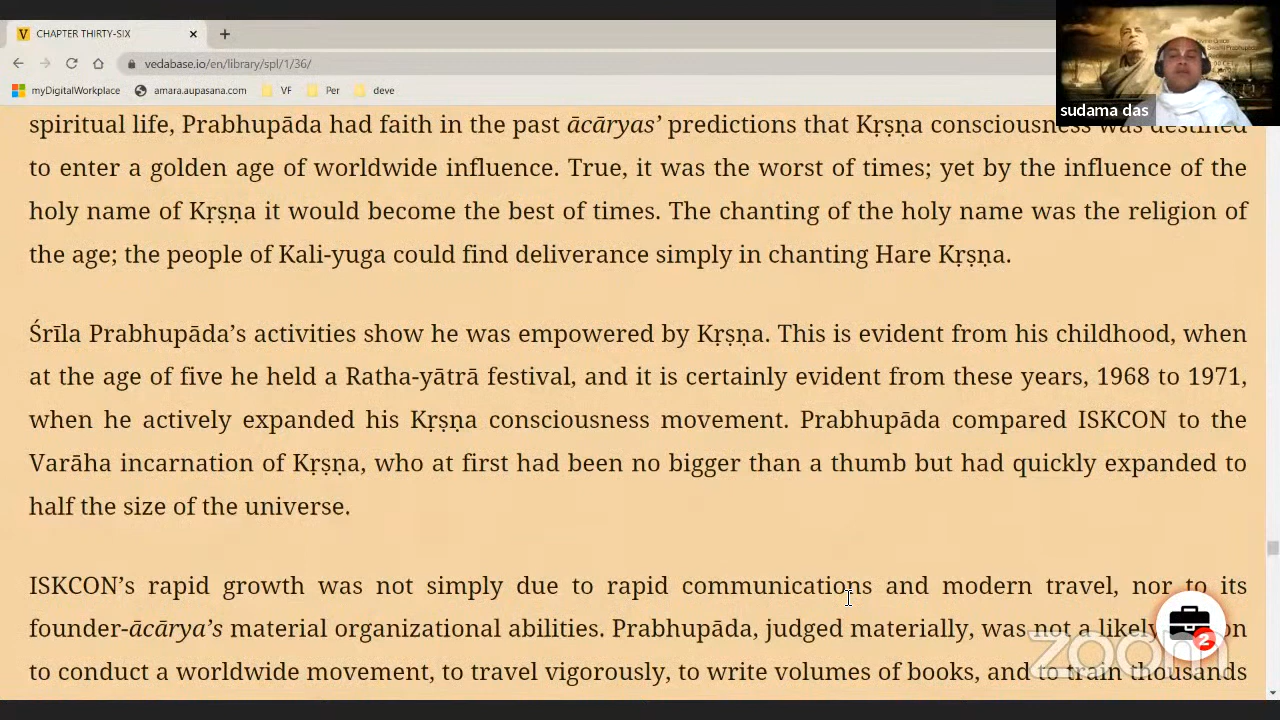 CHAPTER THIRTY-SIX
vedabase.io/en/library/spl/1/36/
myDigitalWorkplace amara.aupasana.com VF Per deve
sudama das
spiritual life, Prabhupāda had faith in the past ācāryas’ predictions that Kṛṣṇa consciousness was destined
to enter a golden age of worldwide influence. True, it was the worst of times; yet by the influence of the
holy name of Kṛṣṇa it would become the best of times. The chanting of the holy name was the religion of
the age; the people of Kali-yuga could find deliverance simply in chanting Hare Kṛṣṇa.
Śrīla Prabhupāda’s activities show he was empowered by Kṛṣṇa. This is evident from his childhood, when
at the age of five he held a Ratha-yātrā festival, and it is certainly evident from these years, 1968 to 1971,
when he actively expanded his Kṛṣṇa consciousness movement. Prabhupāda compared ISKCON to the
Varāha incarnation of Kṛṣṇa, who at first had been no bigger than a thumb but had quickly expanded to
half the size of the universe.
ISKCON’s rapid growth was not simply due to rapid communications and modern travel, nor to its
founder-ācārya’s material organizational abilities. Prabhupāda, judged materially, was not a likely
to conduct a worldwide movement, to travel vigorously, to write volumes of books, and to train thousands
2
zoom